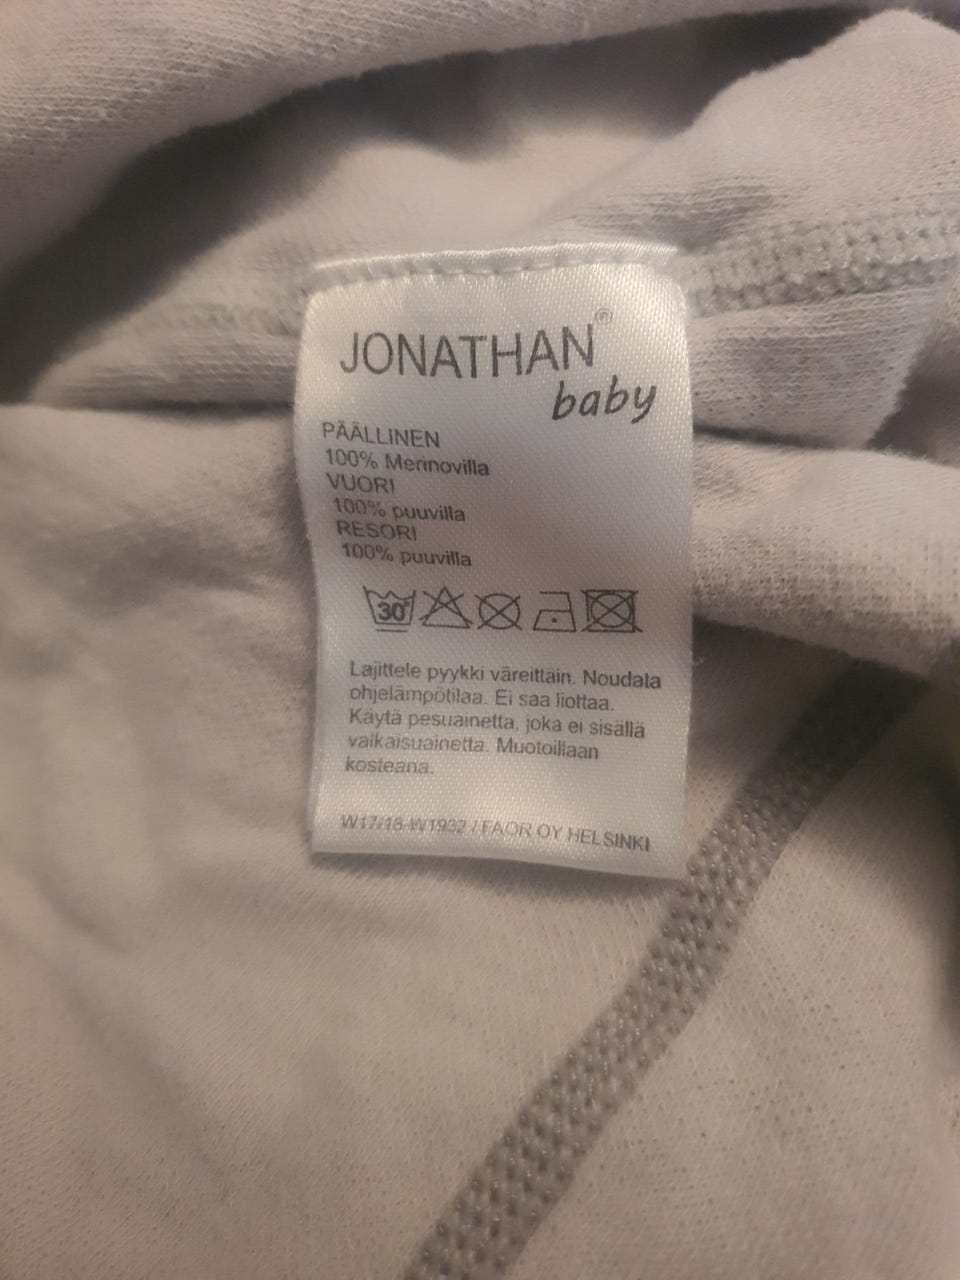 JONATHAN®
baby
PÄÄLLINEN
100% Merinovilla
VUORI
100% puuvilla
RESORI
100% puuvilla
30°
Lajittele pyykki väreittäin. Noudata
ohjelämpötilaa. Ei saa liottaa.
Käytä pesuainetta, joka ei sisällä
valkaisuainetta. Muotoillaan
kosteana.
W17/18-W1932 / FAOR OY HELSINKI